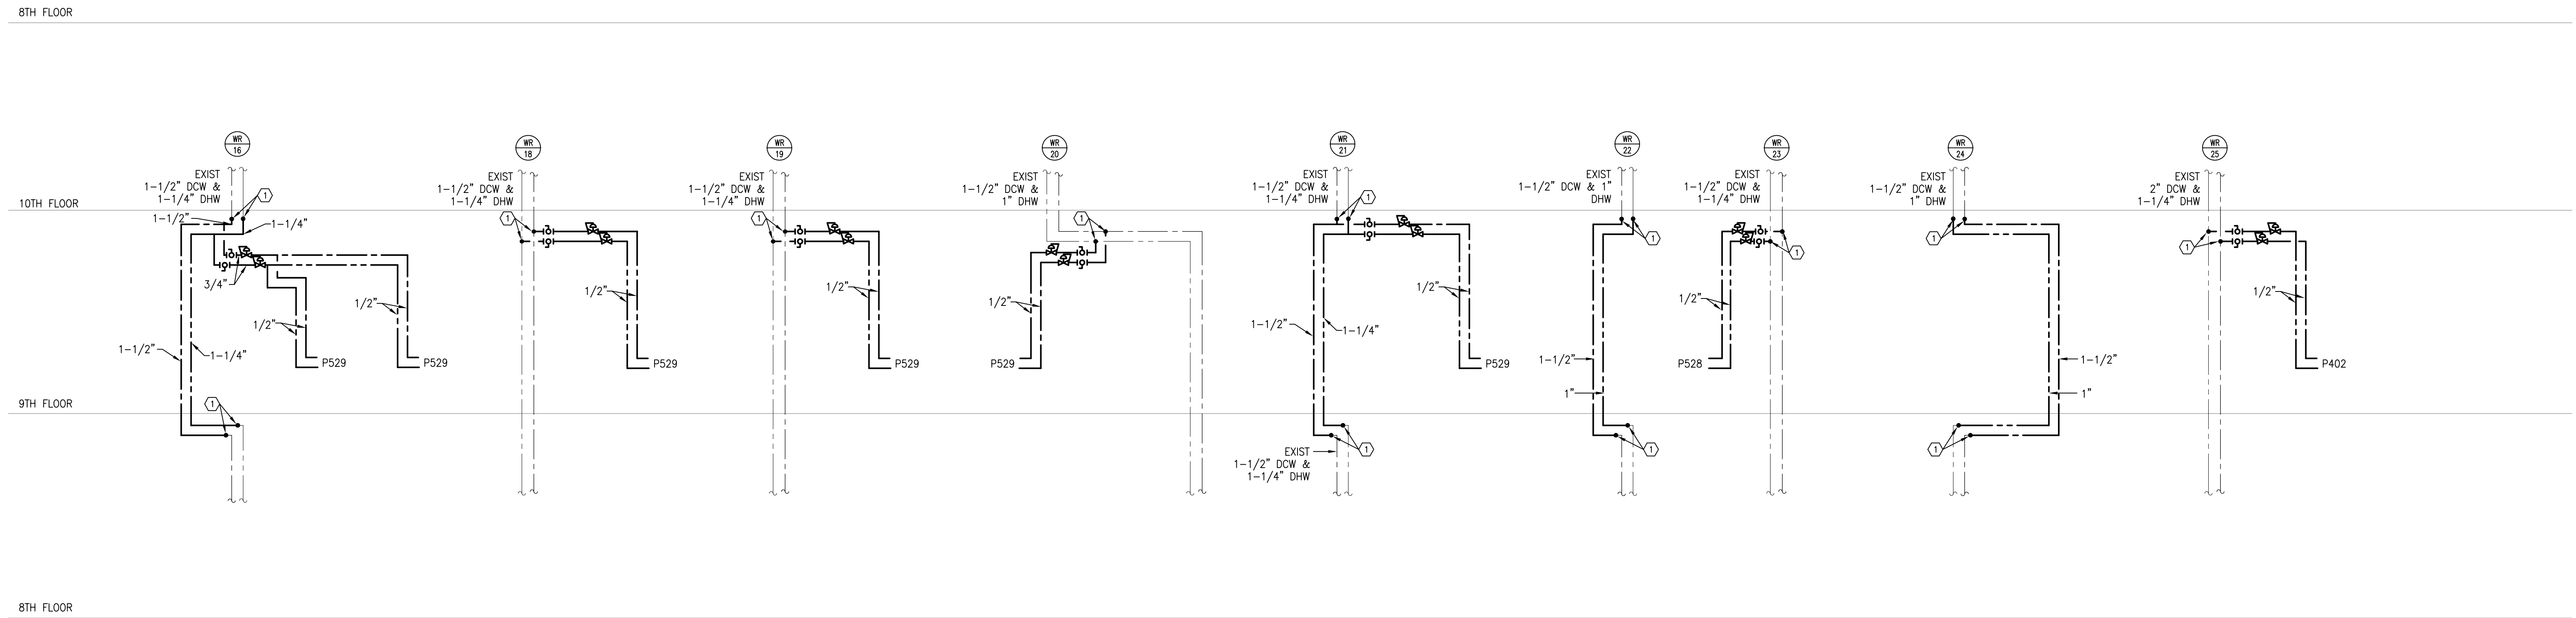 8TH FLOOR
WR
16
EXIST
1-1/2" DCW &
1-1/4" DHW
1
10TH FLOOR
1-1/2"
1-1/4"
3/4"
1/2"
1/2"
1-1/2"
1-1/4"
P529
P529
9TH FLOOR
1
WR
18
EXIST
1-1/2" DCW &
1-1/4" DHW
1
1/2"
P529
WR
19
EXIST
1-1/2" DCW &
1-1/4" DHW
1
1/2"
P529
WR
20
EXIST
1-1/2" DCW &
1" DHW
1
1/2"
P529
WR
21
EXIST
1-1/2" DCW &
1-1/4" DHW
1
1/2"
1-1/2"
1-1/4"
P529
1
EXIST
1-1/2" DCW &
1-1/4" DHW
WR
22
EXIST
1-1/2" DCW & 1"
DHW
1
1-1/2"
1"
1
WR
23
EXIST
1-1/2" DCW &
1-1/4" DHW
1
1/2"
P528
WR
24
EXIST
1-1/2" DCW &
1" DHW
1
1-1/2"
1"
1
WR
25
EXIST
2" DCW &
1-1/4" DHW
1
1/2"
P402
8TH FLOOR